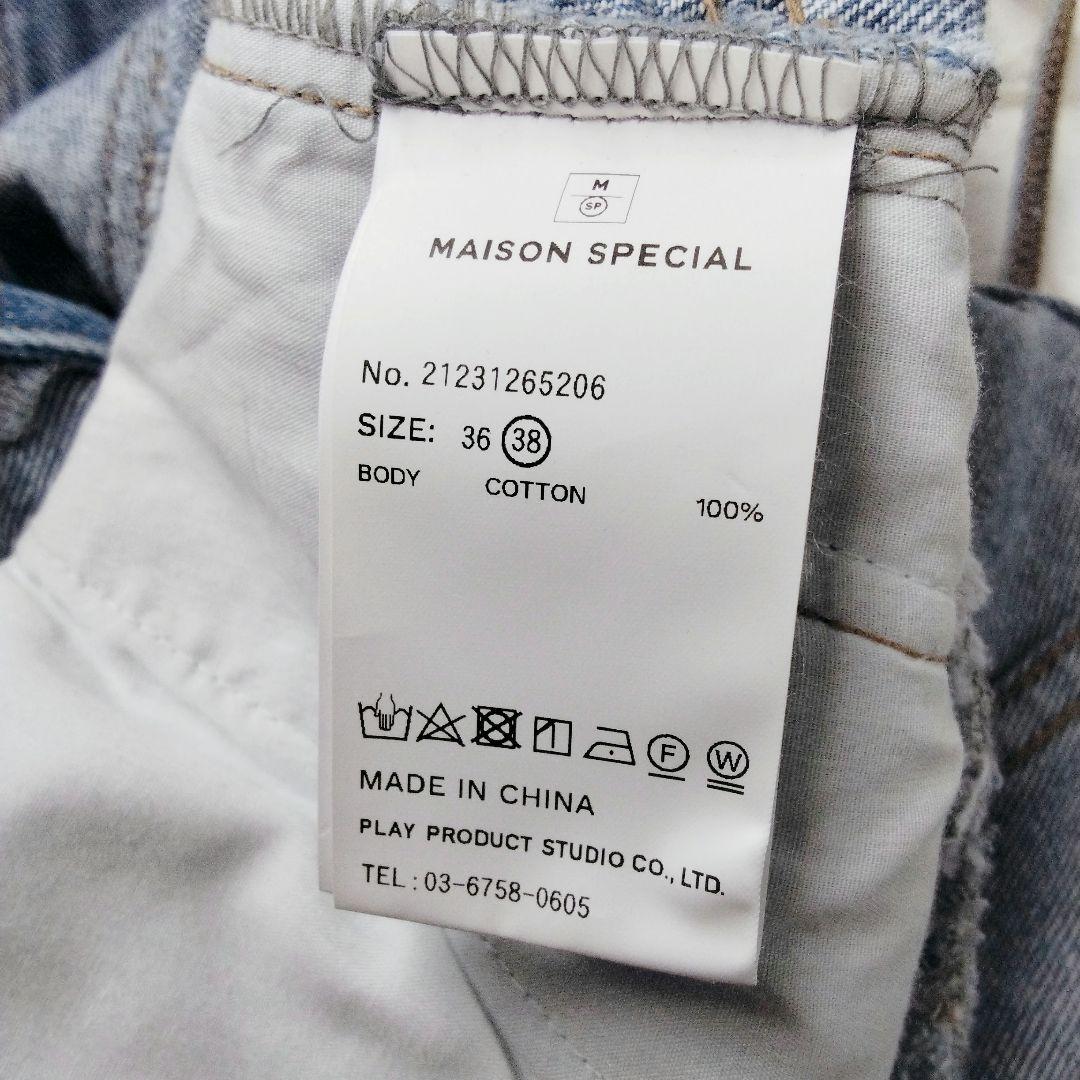 M
SP
MAISON SPECIAL
No. 21231265206
SIZE: 36 38
BODY COTTON 100%
F W
MADE IN CHINA
PLAY PRODUCT STUDIO CO., LTD.
TEL : 03-6758-0605